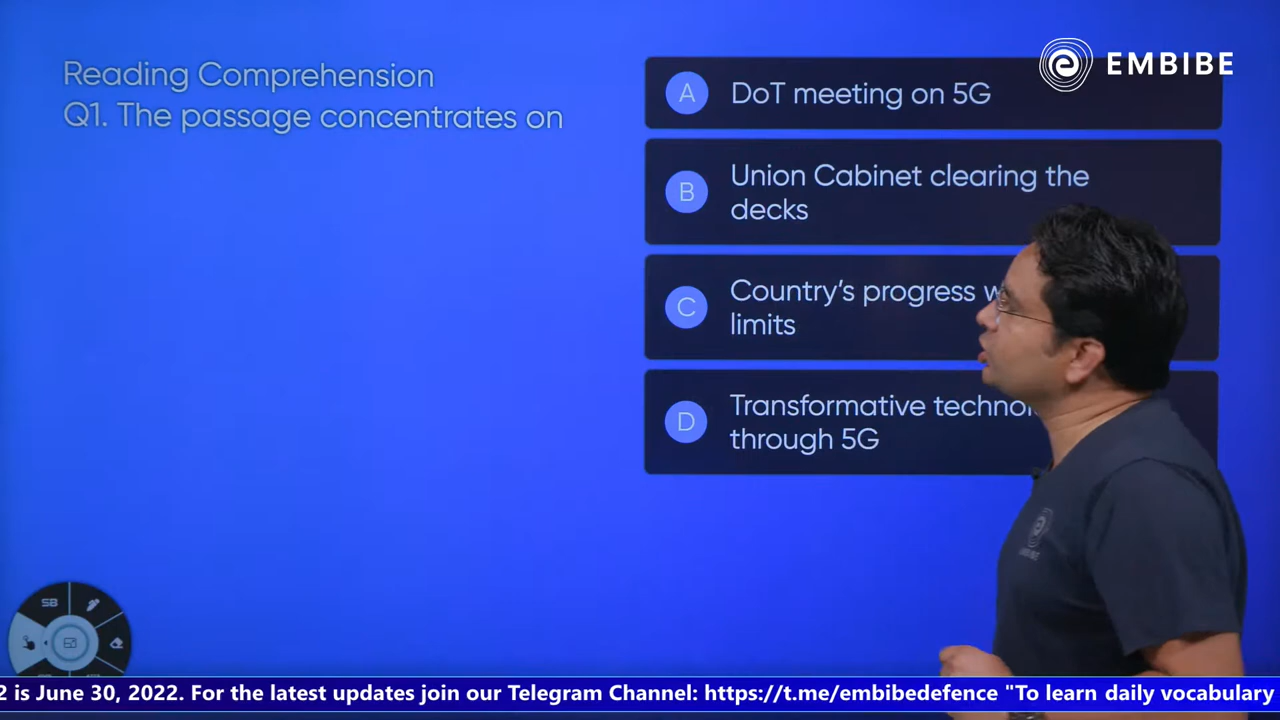 Reading Comprehension
Q1. The passage concentrates on
EMBIBE
A DoT meeting on 5G
B Union Cabinet clearing the
decks
C Country's progress
limits
D Transformative
through 5G
SB
2 is June 30, 2022. For the latest updates join our Telegram Channel: https://t.me/embibedefence "To learn daily vocabulary